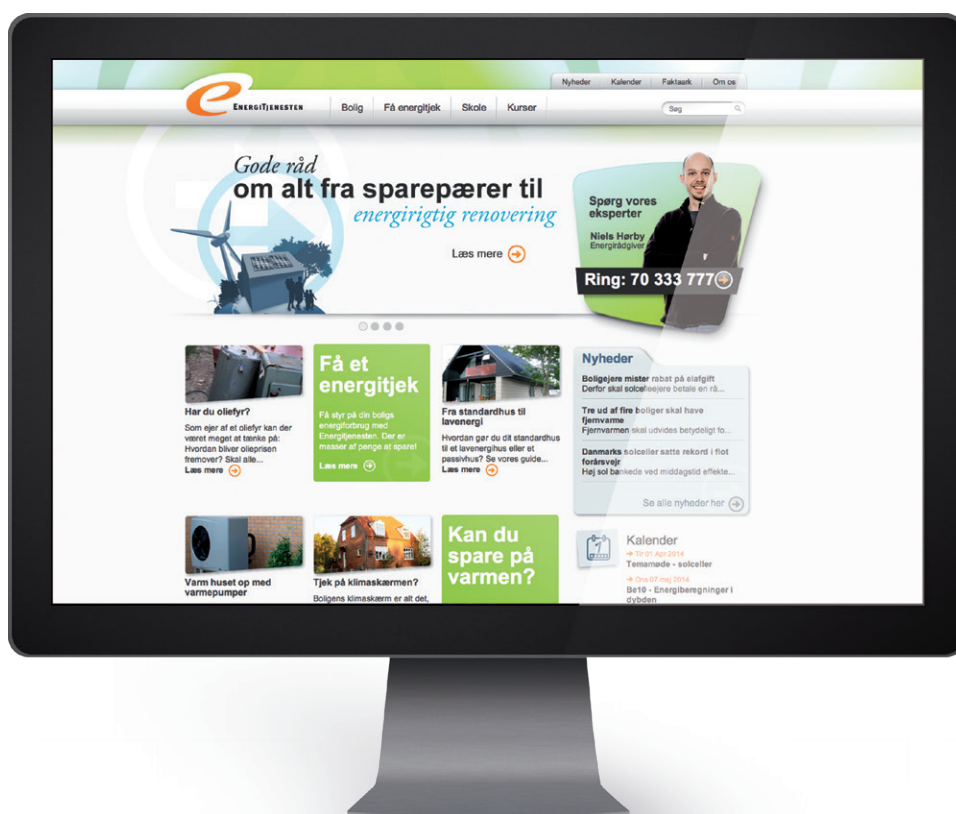 Nyheder
Kalender
Faktaark
Om os
e
ENERGITJENESTEN
Bolig
Få energitjek
Skole
Kurser
Søg
Gode råd
om alt fra sparepærer til
energirigtig renovering
Læs mere
Spørg vores
eksperter
Niels Hørby
Energirådgiver
Ring: 70 333 777
Har du oliefyr?
Som ejer af et oliefyr kan der
været meget at tænke på:
Hvordan bliver olieprisen
fremover? Skal alle...
Læs mere
Få et
energitjek
Få styr på din boligs
energiforbrug med
Energitjenesten. Der er
masser af penge at spare!
Læs mere
Fra standardhus til
lavenergi
Hvordan gør du dit standardhus
til et lavenergihus eller et
passivhus? Se vores guide...
Læs mere
Nyheder
Boligejere mister rabat på elafgift
Derfor skal solcelleejere betale en rå...
Tre ud af fire boliger skal have
fjernvarme
Fjernvarmen skal udvides betydeligt fo...
Danmarks solceller satte rekord i flot
forårsvejr
Høj sol bankede ved middagstid effekte...
Se alle nyheder her
Varm huset op med
varmepumper
Tjek på klimaskærmen?
Boligens klimaskærm er alt det,
Kan du
spare på
varmen?
7
Kalender
Tir 01 Apr 2014
Temamøde - solceller
Ons 07 maj 2014
Be10 - Energiberegninger i
dybden